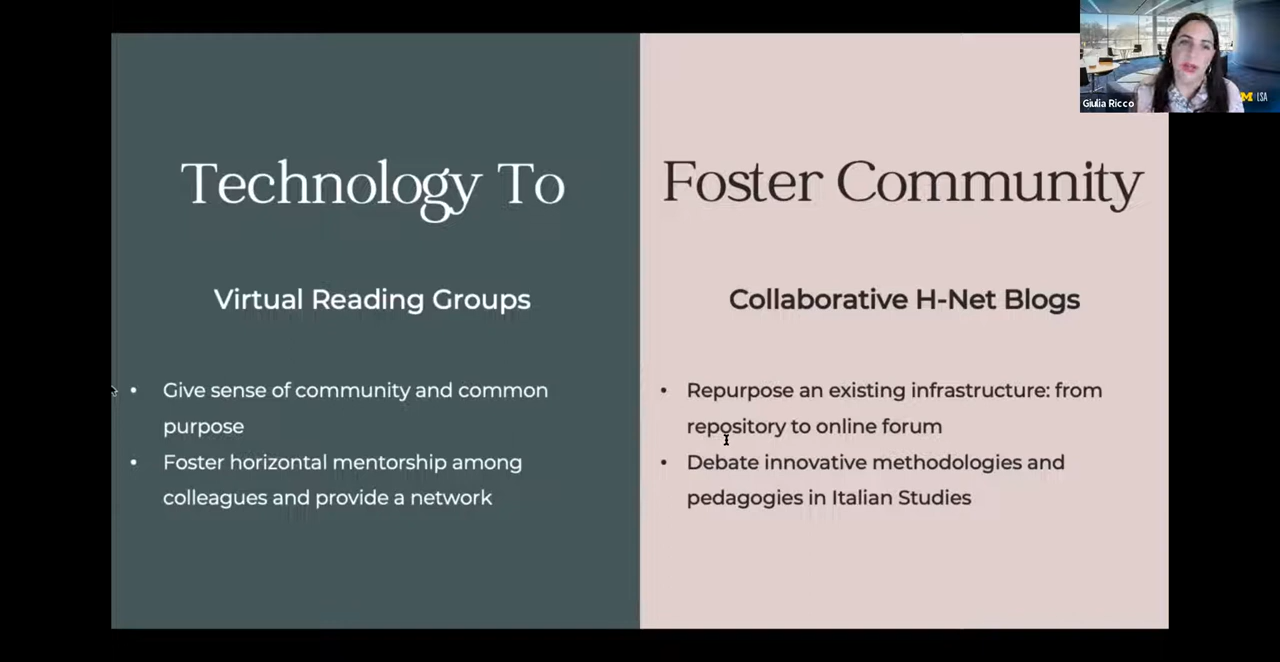 Technology To
Foster Community
Virtual Reading Groups
Collaborative H-Net Blogs
• Give sense of community and common
purpose
• Foster horizontal mentorship among
colleagues and provide a network
• Repurpose an existing infrastructure: from
repository to online forum
• Debate innovative methodologies and
pedagogies in Italian Studies
Giulia Ricco
M LSA